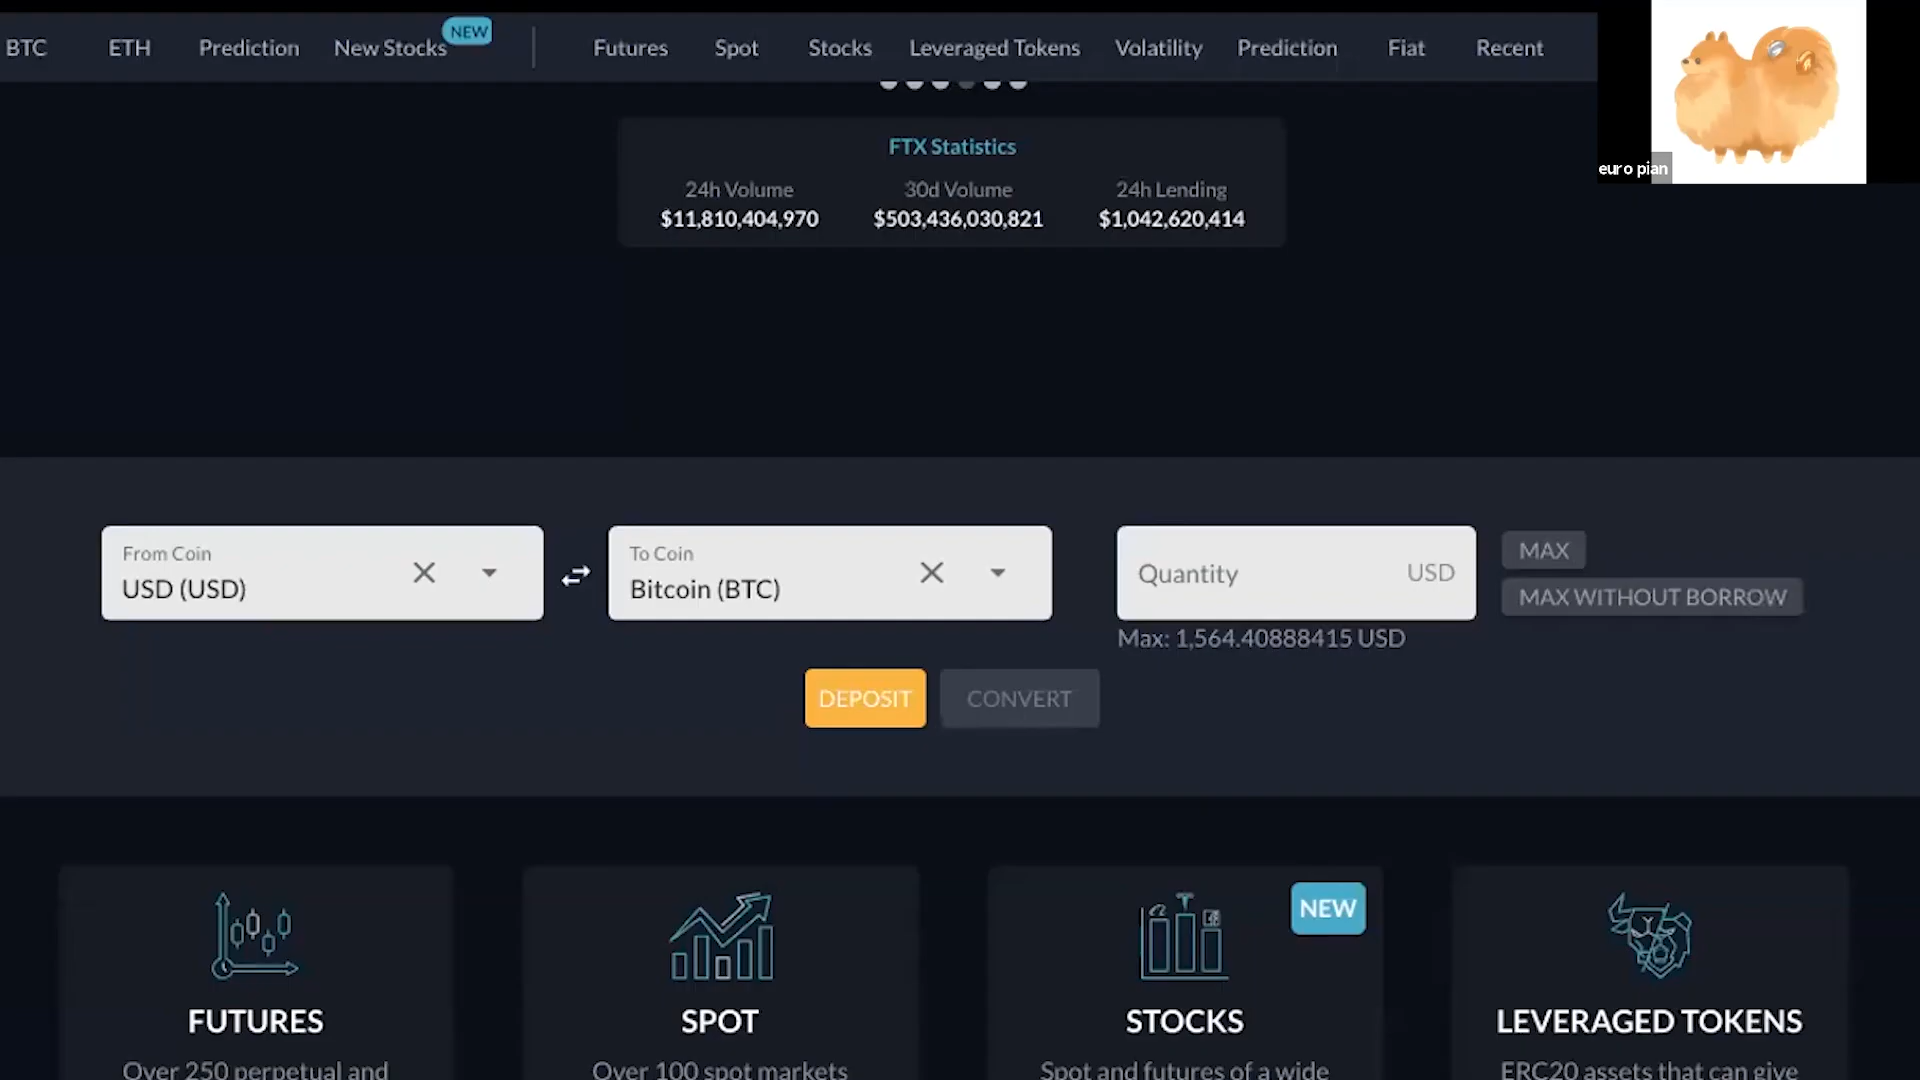 BTC ETH Prediction New Stocks NEW Futures Spot Stocks Leveraged Tokens Volatility Prediction Fiat Recent
euro pian
FTX Statistics
24h Volume 30d Volume 24h Lending
$11,810,404,970 $503,436,030,821 $1,042,620,414
From Coin
USD (USD)
To Coin
Bitcoin (BTC)
Quantity USD
MAX
MAX WITHOUT BORROW
Max: 1,564.40888415 USD
DEPOSIT CONVERT
NEW
FUTURES SPOT STOCKS LEVERAGED TOKENS
Over 250 perpetual and Over 100 spot markets Spot and futures of a wide ERC20 assets that can give